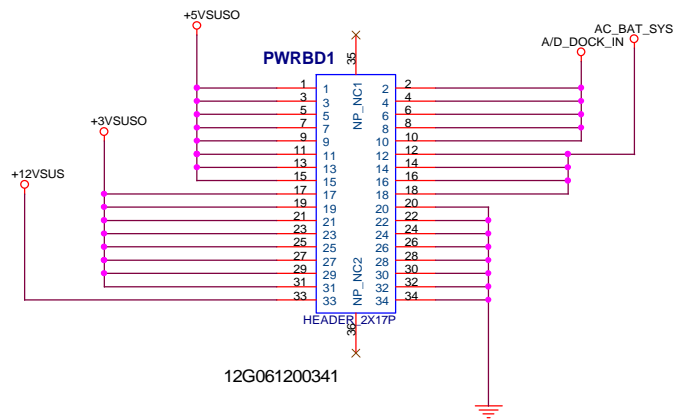 +5VSUSO
AC_BAT_SYS
A/D_DOCK_IN
PWRBD1
35
NP_NC1
1 1 2 2
3 3 4 4
5 5 6 6
7 7 8 8
+3VSUSO
9 9 10 10
11 11 12 12
13 13 14 14
15 15 16 16
+12VSUS
17 17 18 18
19 19 20 20
21 21 22 22
23 23 24 24
25 25 26 26
27 27 28 28
29 29 30 30
31 31 32 32
33 33 34 34
NP_NC2
HEADER_2X17P
36
12G061200341